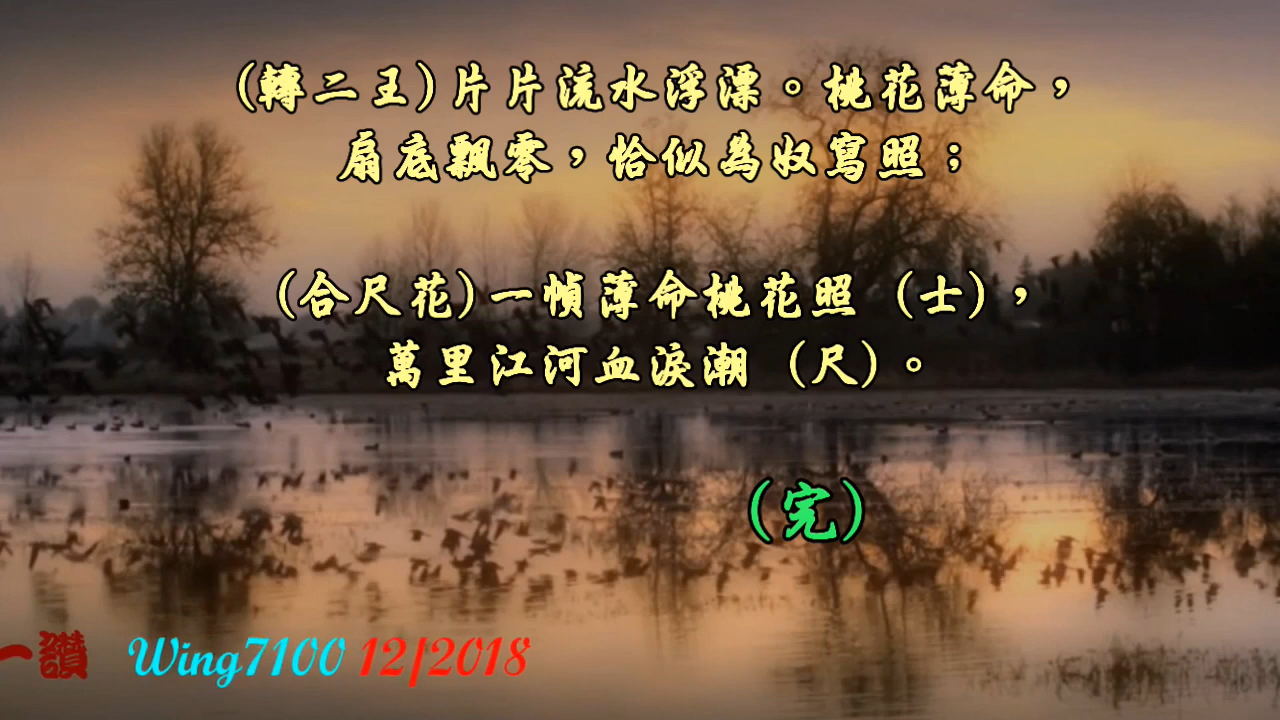 (轉二王)片片流水浮漂。桃花薄命，
扇底飄零，恰似為奴寫照；
(合尺花)一幀薄命桃花照 (士)，
萬里江河血淚潮 (尺)。
(完)
一讚 Wing7100 12/2018